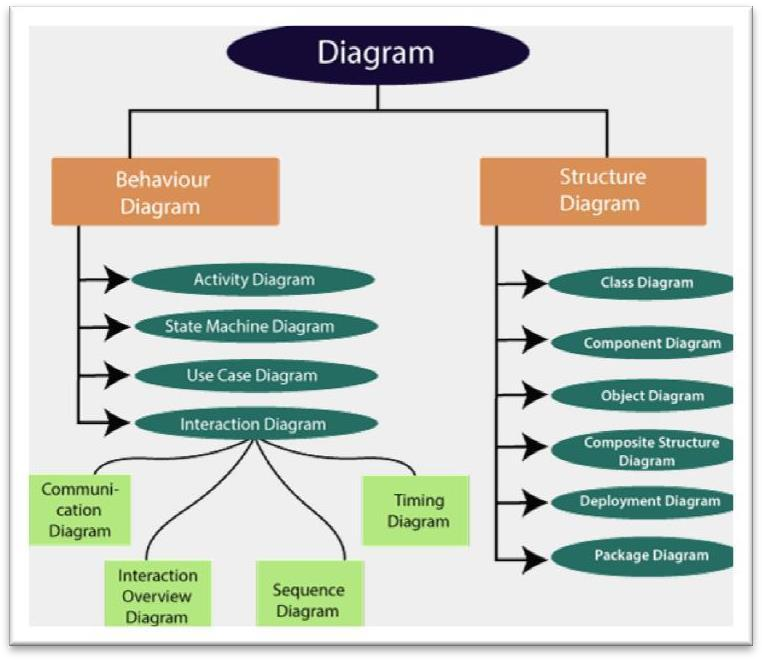 Diagram
Behaviour
Diagram
Activity Diagram
State Machine Diagram
Use Case Diagram
Interaction Diagram
Communi-
cation
Diagram
Interaction
Overview
Diagram
Sequence
Diagram
Timing
Diagram
Structure
Diagram
Class Diagram
Component Diagram
Object Diagram
Composite Structure
Diagram
Deployment Diagram
Package Diagram